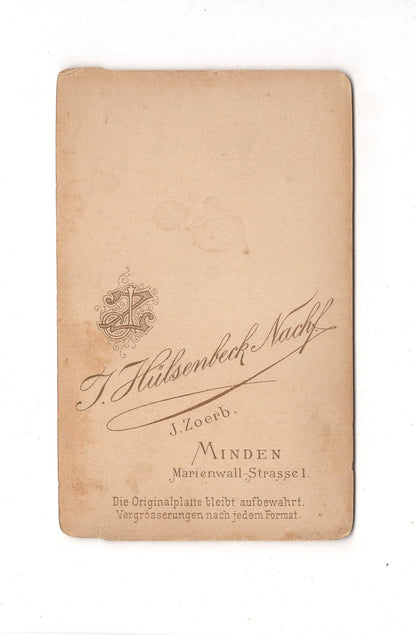 J. Hülsenbeck Nachf.
J. Zoerb.
MINDEN
Marienwall-Strasse 1.
Die Originalplatte bleibt aufbewahrt.
Vergrösserungen nach jedem Format.